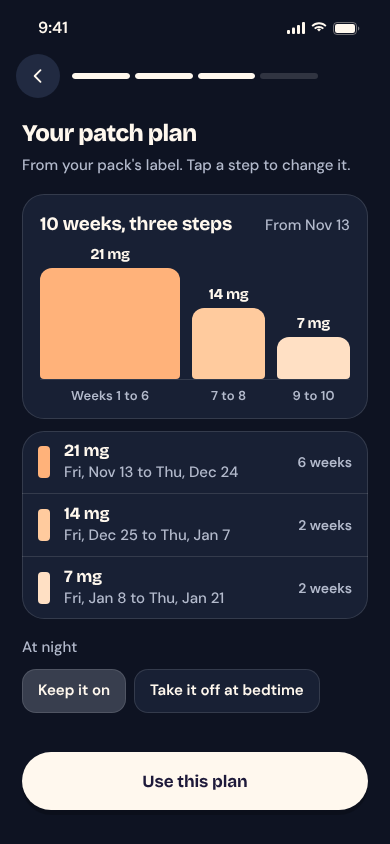 9:41
Your patch plan
From your pack's label. Tap a step to change it.
10 weeks, three steps
From Nov 13
21 mg
14 mg
7 mg
Weeks 1 to 6
7 to 8
9 to 10
21 mg
Fri, Nov 13 to Thu, Dec 24
6 weeks
14 mg
Fri, Dec 25 to Thu, Jan 7
2 weeks
7 mg
Fri, Jan 8 to Thu, Jan 21
2 weeks
At night
Keep it on
Take it off at bedtime
Use this plan